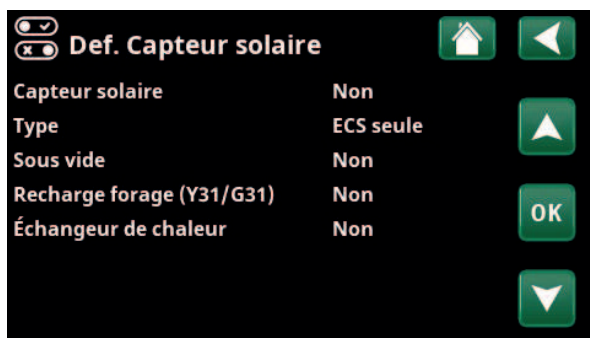 Def. Capteur solaire
Capteur solaire Non
Type ECS seule
Sous vide Non
Recharge forage (Y31/G31) Non
Échangeur de chaleur Non
OK